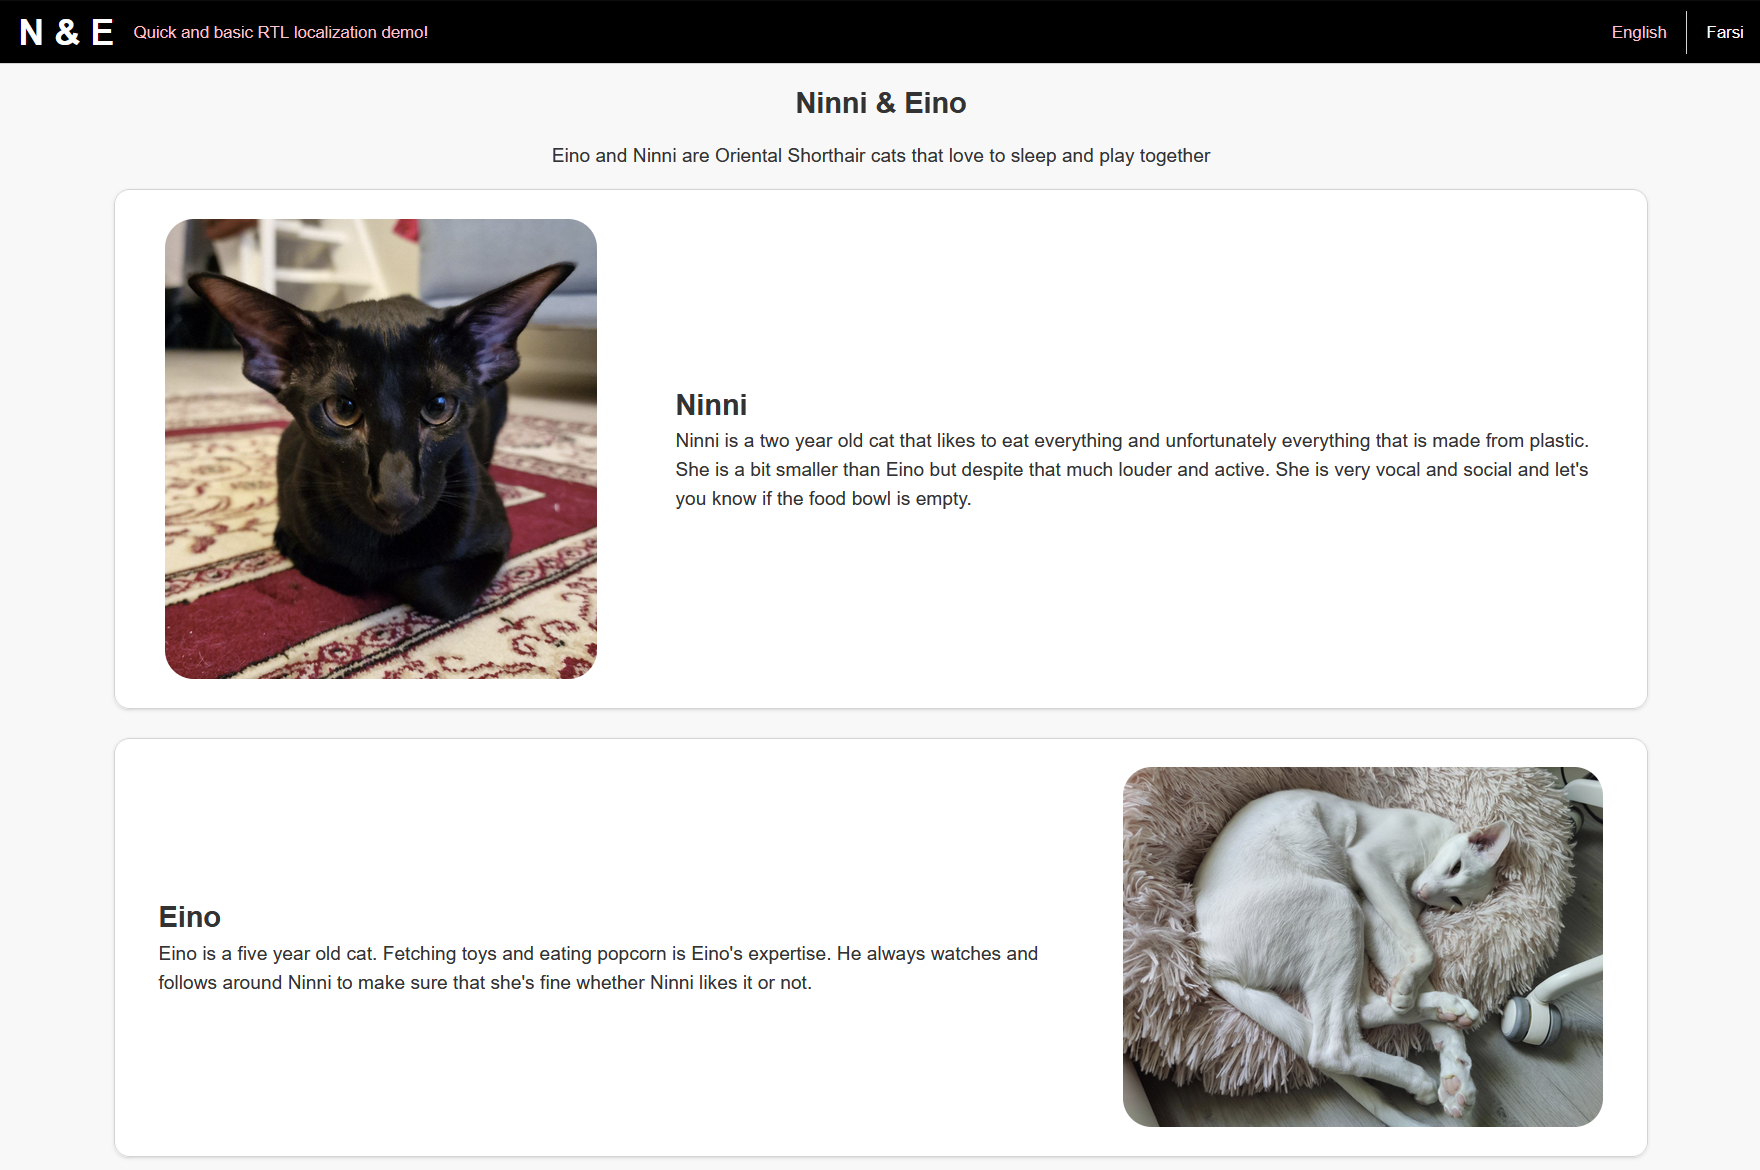 N & E
Quick and basic RTL localization demo!
English
Farsi
Ninni & Eino
Eino and Ninni are Oriental Shorthair cats that love to sleep and play together
Ninni
Ninni is a two year old cat that likes to eat everything and unfortunately everything that is made from plastic.
She is a bit smaller than Eino but despite that much louder and active. She is very vocal and social and let's
you know if the food bowl is empty.
Eino
Eino is a five year old cat. Fetching toys and eating popcorn is Eino's expertise. He always watches and
follows around Ninni to make sure that she's fine whether Ninni likes it or not.